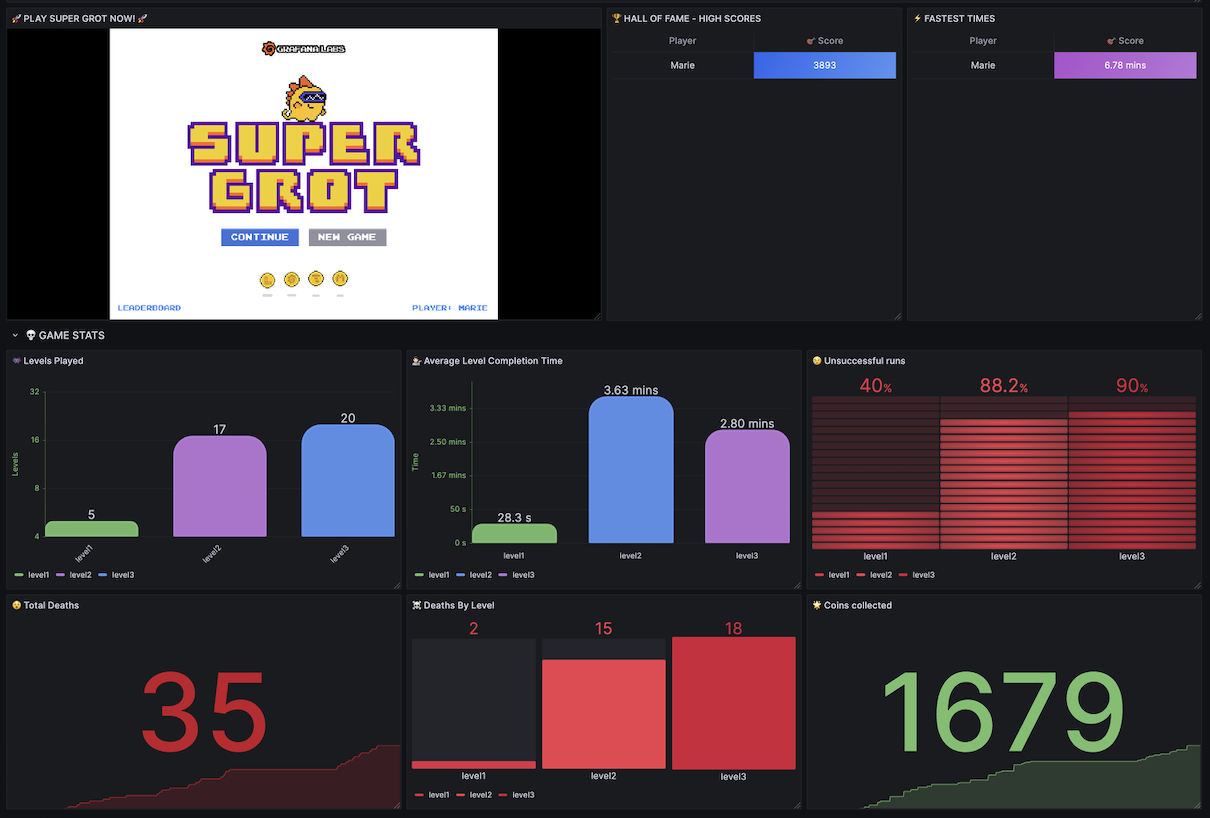 🚀 PLAY SUPER GROT NOW! 🚀
GRAFANA LABS
SUPER
GROT
CONTINUE
NEW GAME
LEADERBOARD
PLAYER: MARIE
🏆 HALL OF FAME - HIGH SCORES
Player
🎯 Score
Marie
3893
⚡ FASTEST TIMES
Player
🎯 Score
Marie
6.78 mins
💀 GAME STATS
👾 Levels Played
Levels
32
16
8
4
5
17
20
level1
level2
level3
level1 level2 level3
Average Level Completion Time
Time
3.33 mins
2.50 mins
1.67 mins
50 s
0 s
28.3 s
3.63 mins
2.80 mins
level1
level2
level3
level1 level2 level3
Unsuccessful runs
40%
88.2%
90%
level1
level2
level3
level1 level2 level3
Total Deaths
35
☠️ Deaths By Level
2
15
18
level1
level2
level3
level1 level2 level3
🌟 Coins collected
1679